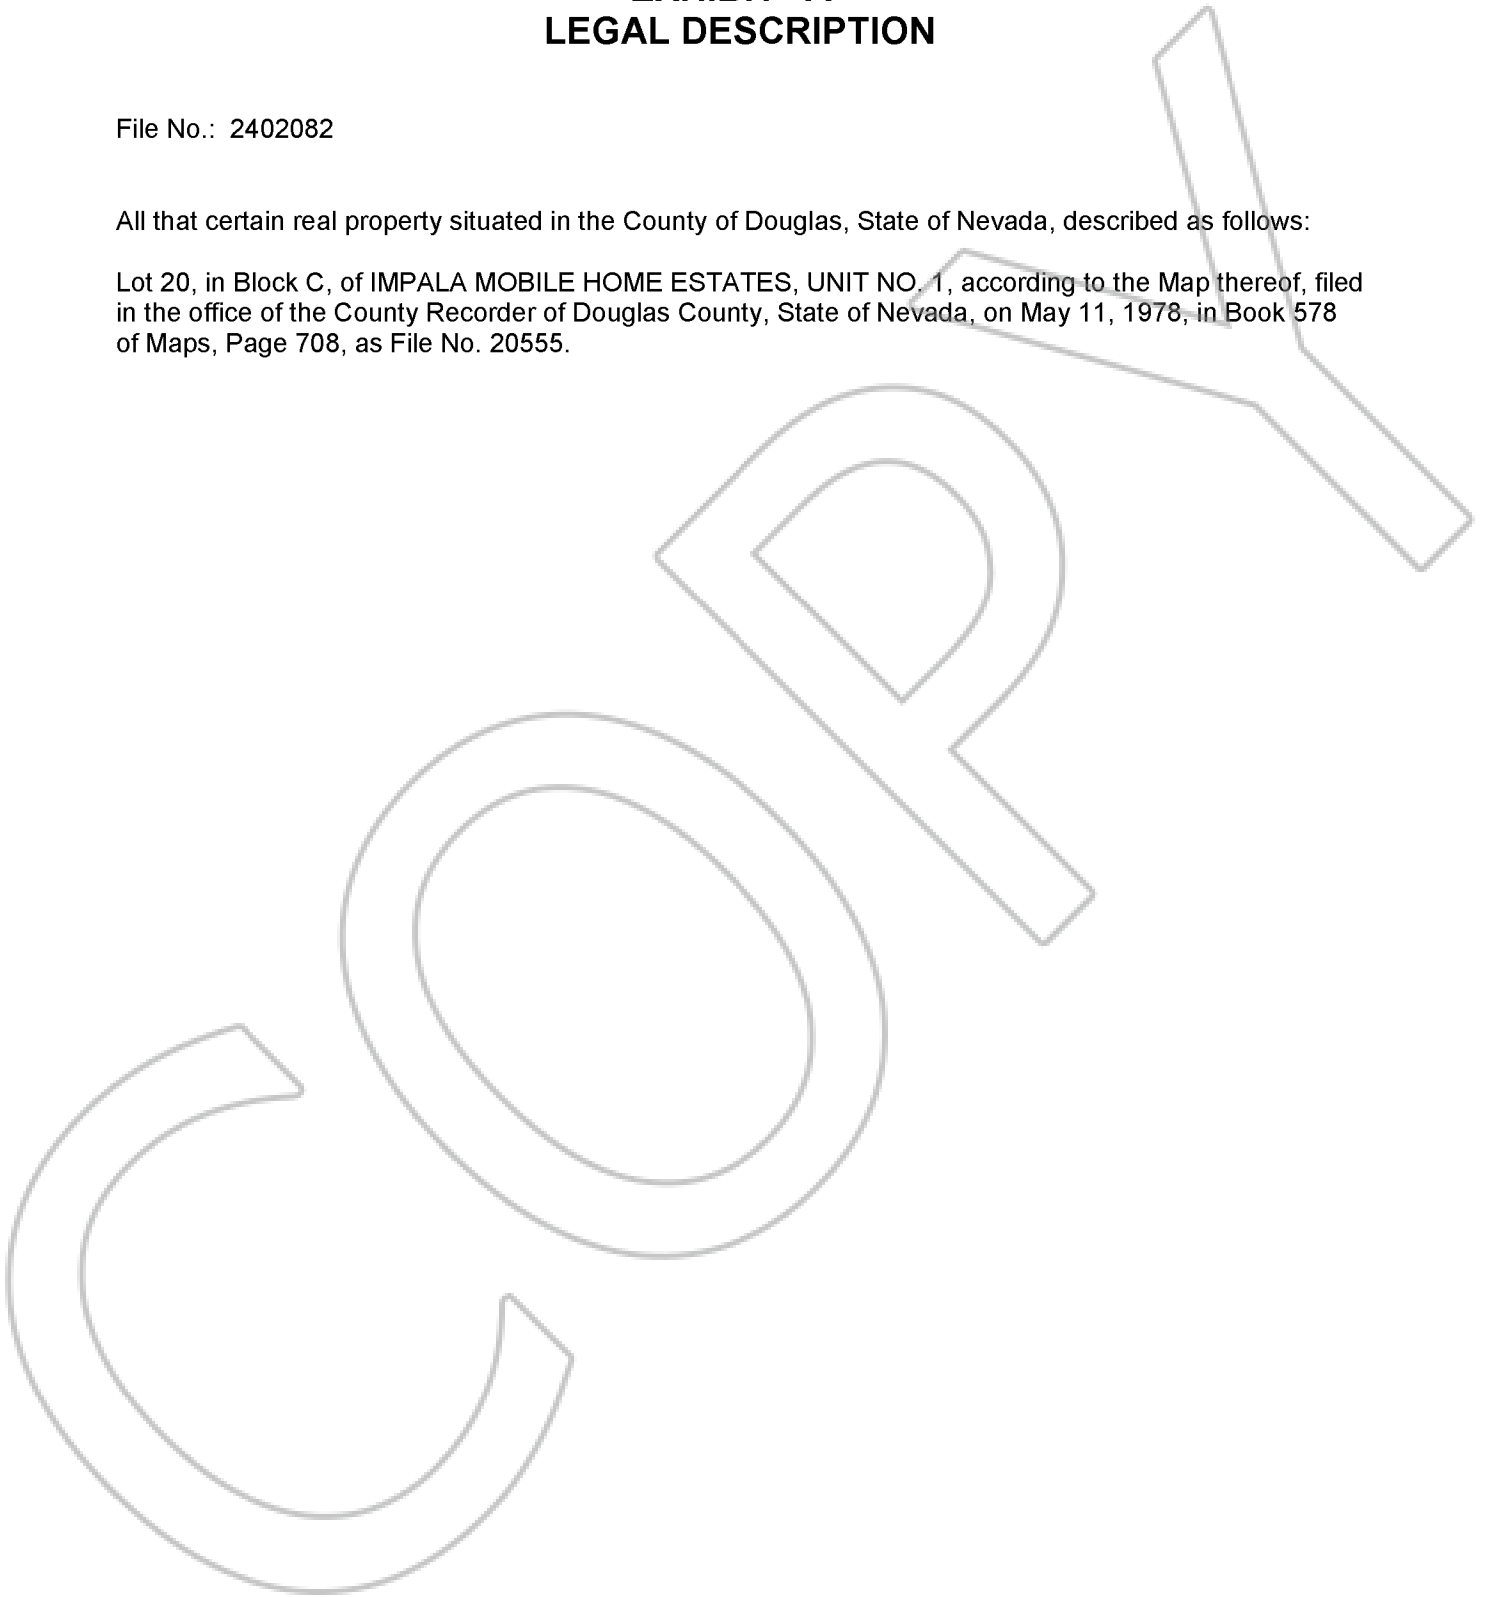 LEGAL DESCRIPTION
File No.: 2402082
All that certain real property situated in the County of Douglas, State of Nevada, described as follows:
Lot 20, in Block C, of IMPALA MOBILE HOME ESTATES, UNIT NO. 1, according to the Map thereof, filed
in the office of the County Recorder of Douglas County, State of Nevada, on May 11, 1978, in Book 578
of Maps, Page 708, as File No. 20555.
COPY